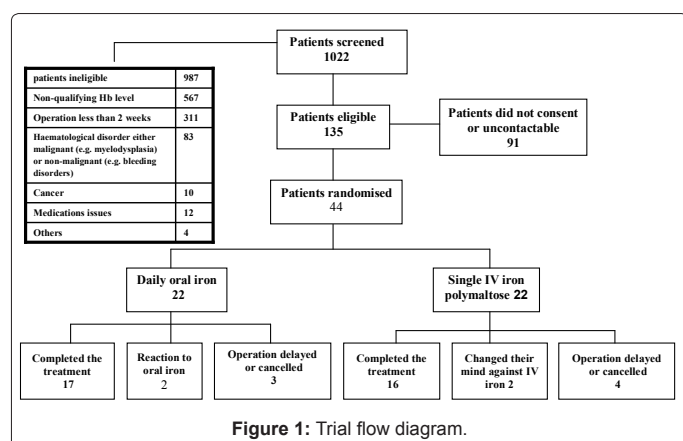 Patients screened
1022
patients ineligible 987
Non-qualifying Hb level 567
Operation less than 2 weeks 311
Haematological disorder either 83
malignant (e.g. myelodysplasia)
or non-malignant (e.g. bleeding
disorders)
Cancer 10
Medications issues 12
Others 4
Patients eligible
135
Patients did not consent
or uncontactable
91
Patients randomised
44
Daily oral iron
22
Single IV iron
polymaltose 22
Completed the
treatment
17
Reaction to
oral iron
2
Operation delayed
or cancelled
3
Completed the
treatment
16
Changed their
mind against IV
iron 2
Operation delayed
or cancelled
4
Figure 1: Trial flow diagram.